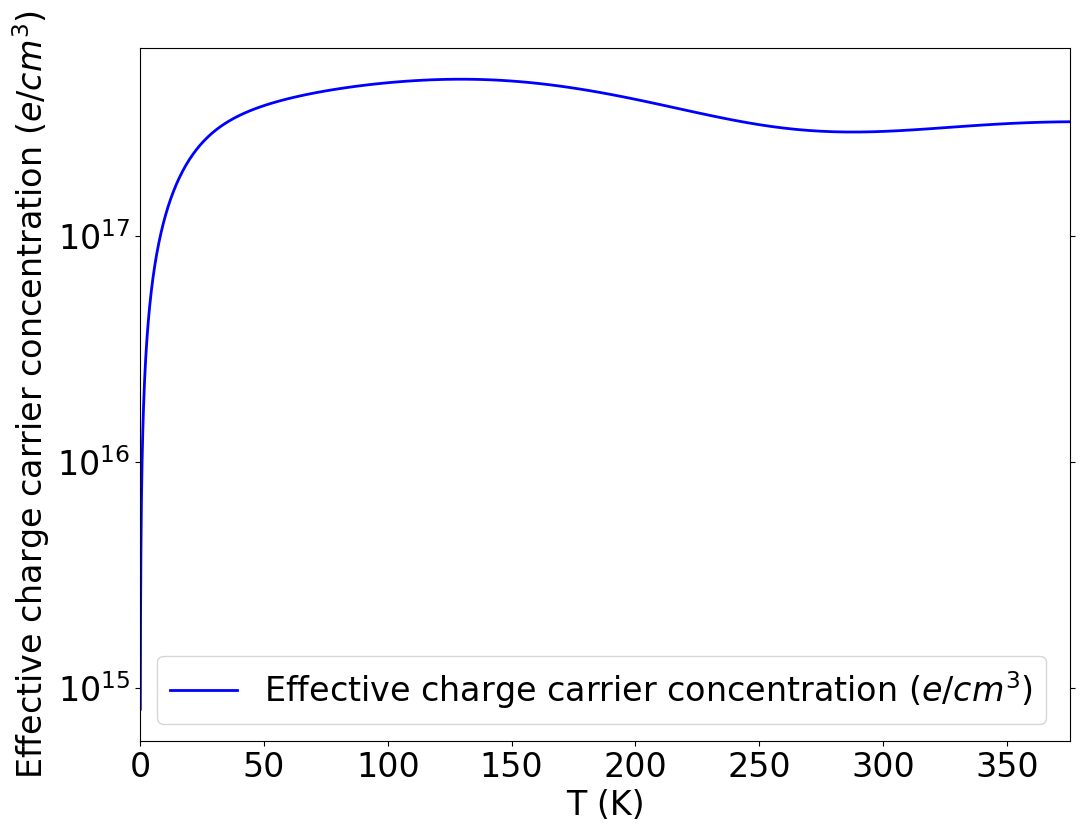 Effective charge carrier concentration (e/cm³)
10¹⁷
10¹⁶
10¹⁵
Effective charge carrier concentration (e/cm³)
0 50 100 150 200 250 300 350
T (K)